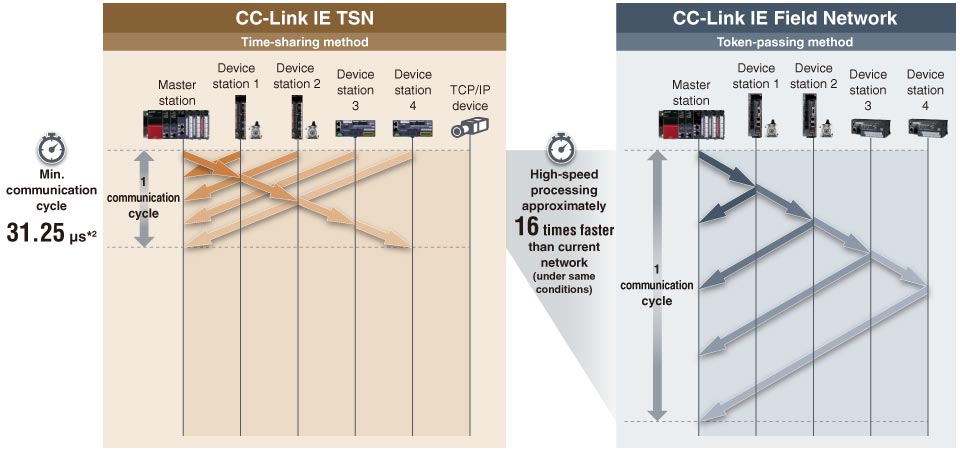 CC-Link IE TSN
Time-sharing method
Master
station
Device
station 1
Device
station 2
Device
station
3
Device
station
4
TCP/IP
device
Min.
communication
cycle
31.25 µs*2
1
communication
cycle
High-speed
processing
approximately
16 times faster
than current
network
(under same
conditions)
CC-Link IE Field Network
Token-passing method
Master
station
Device
station 1
Device
station 2
Device
station
3
Device
station
4
1
communication
cycle